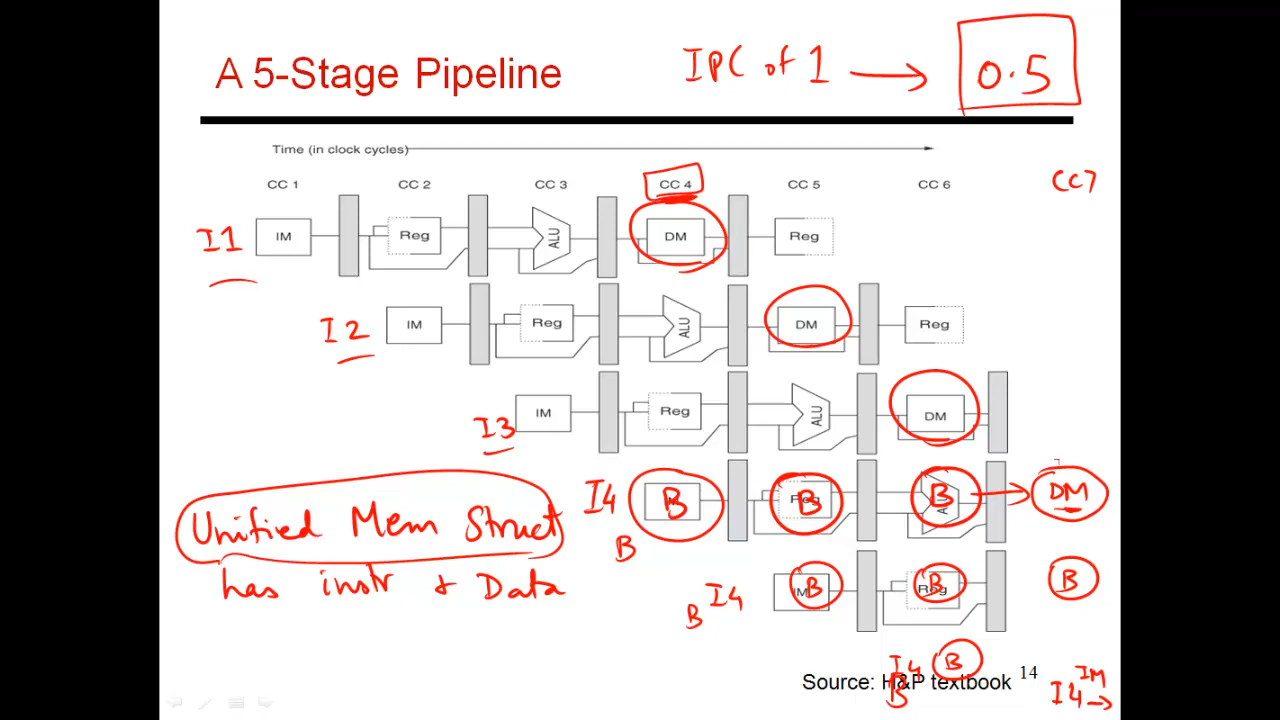 A 5-Stage Pipeline
IPC of 1 → 0.5
Time (in clock cycles)
CC 1 CC 2 CC 3 CC 4 CC 5 CC 6 CC7
I1 IM Reg ALU DM Reg
I2 IM Reg ALU DM Reg
I3 IM Reg ALU DM
I4 B B B → DM
B
Unified Mem Struct
has instr & Data
I4 B B B
B
I4 B
B
IM
I4 →
Source: H&P textbook 14